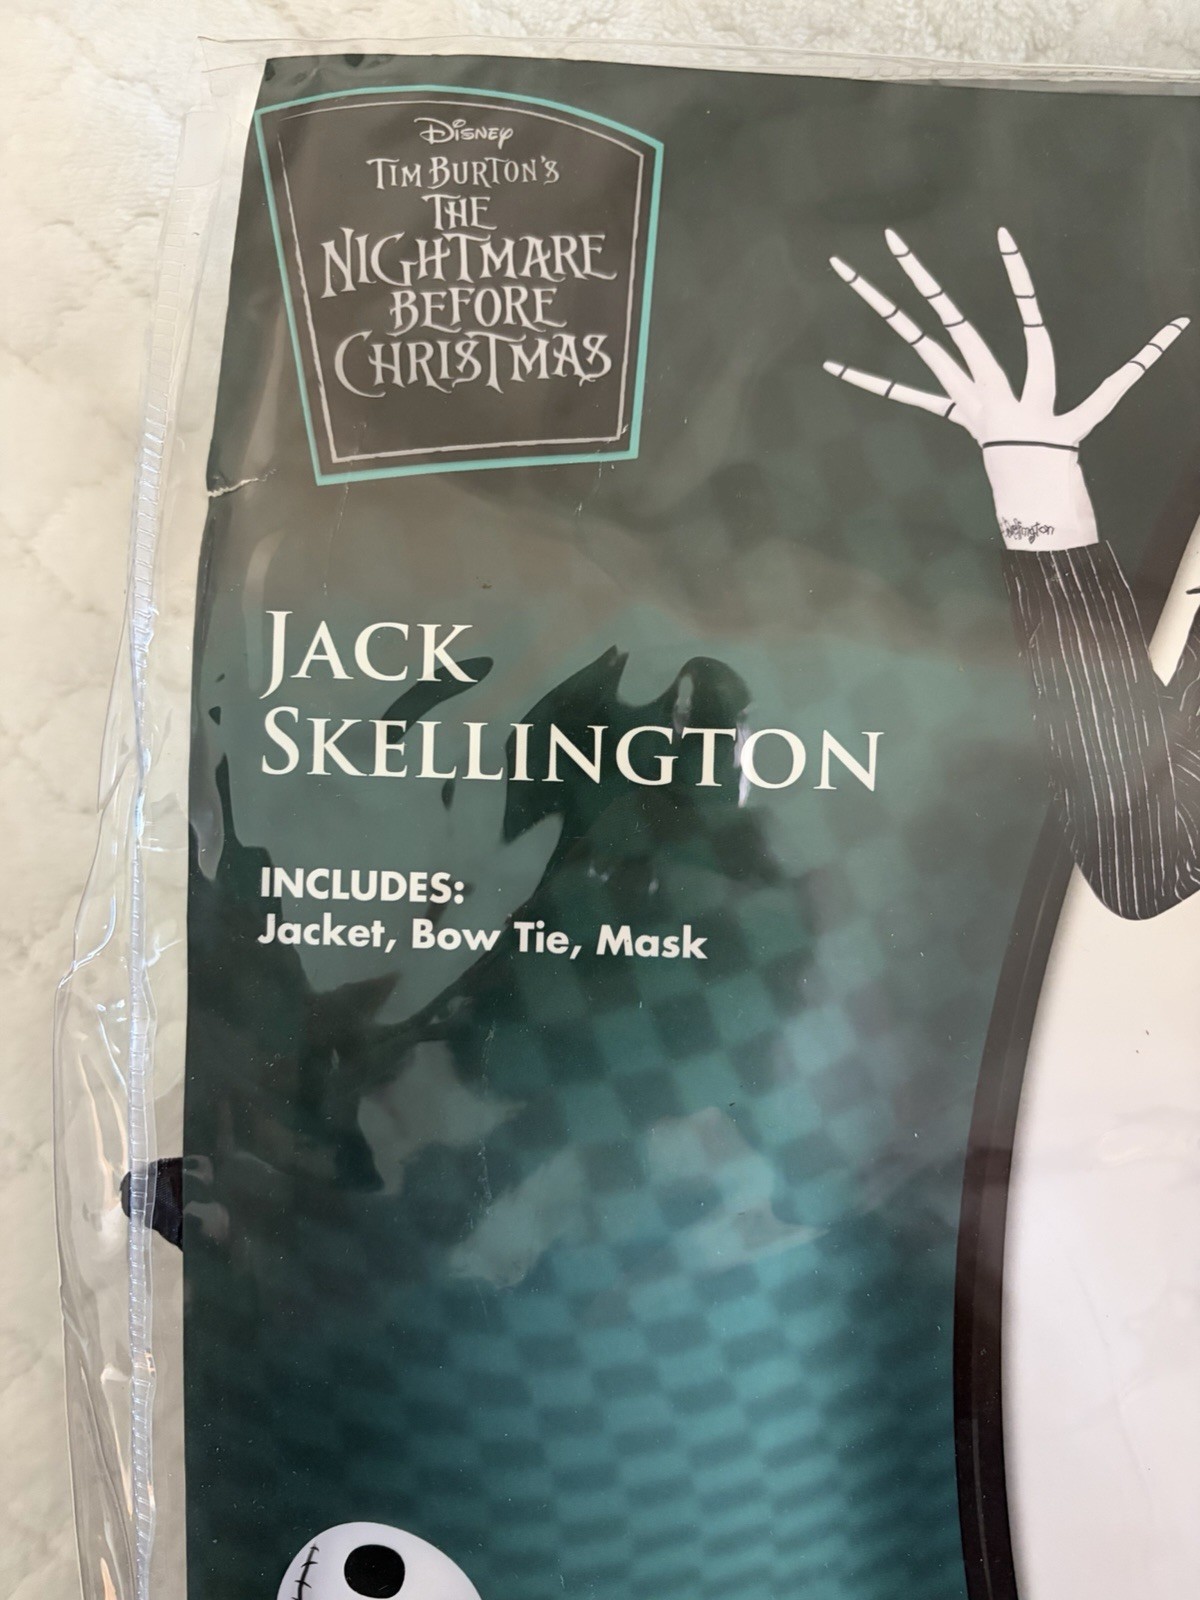 Disney
Tim Burton's
The
Nightmare
Before
Christmas
Jack
Skellington
INCLUDES:
Jacket, Bow Tie, Mask